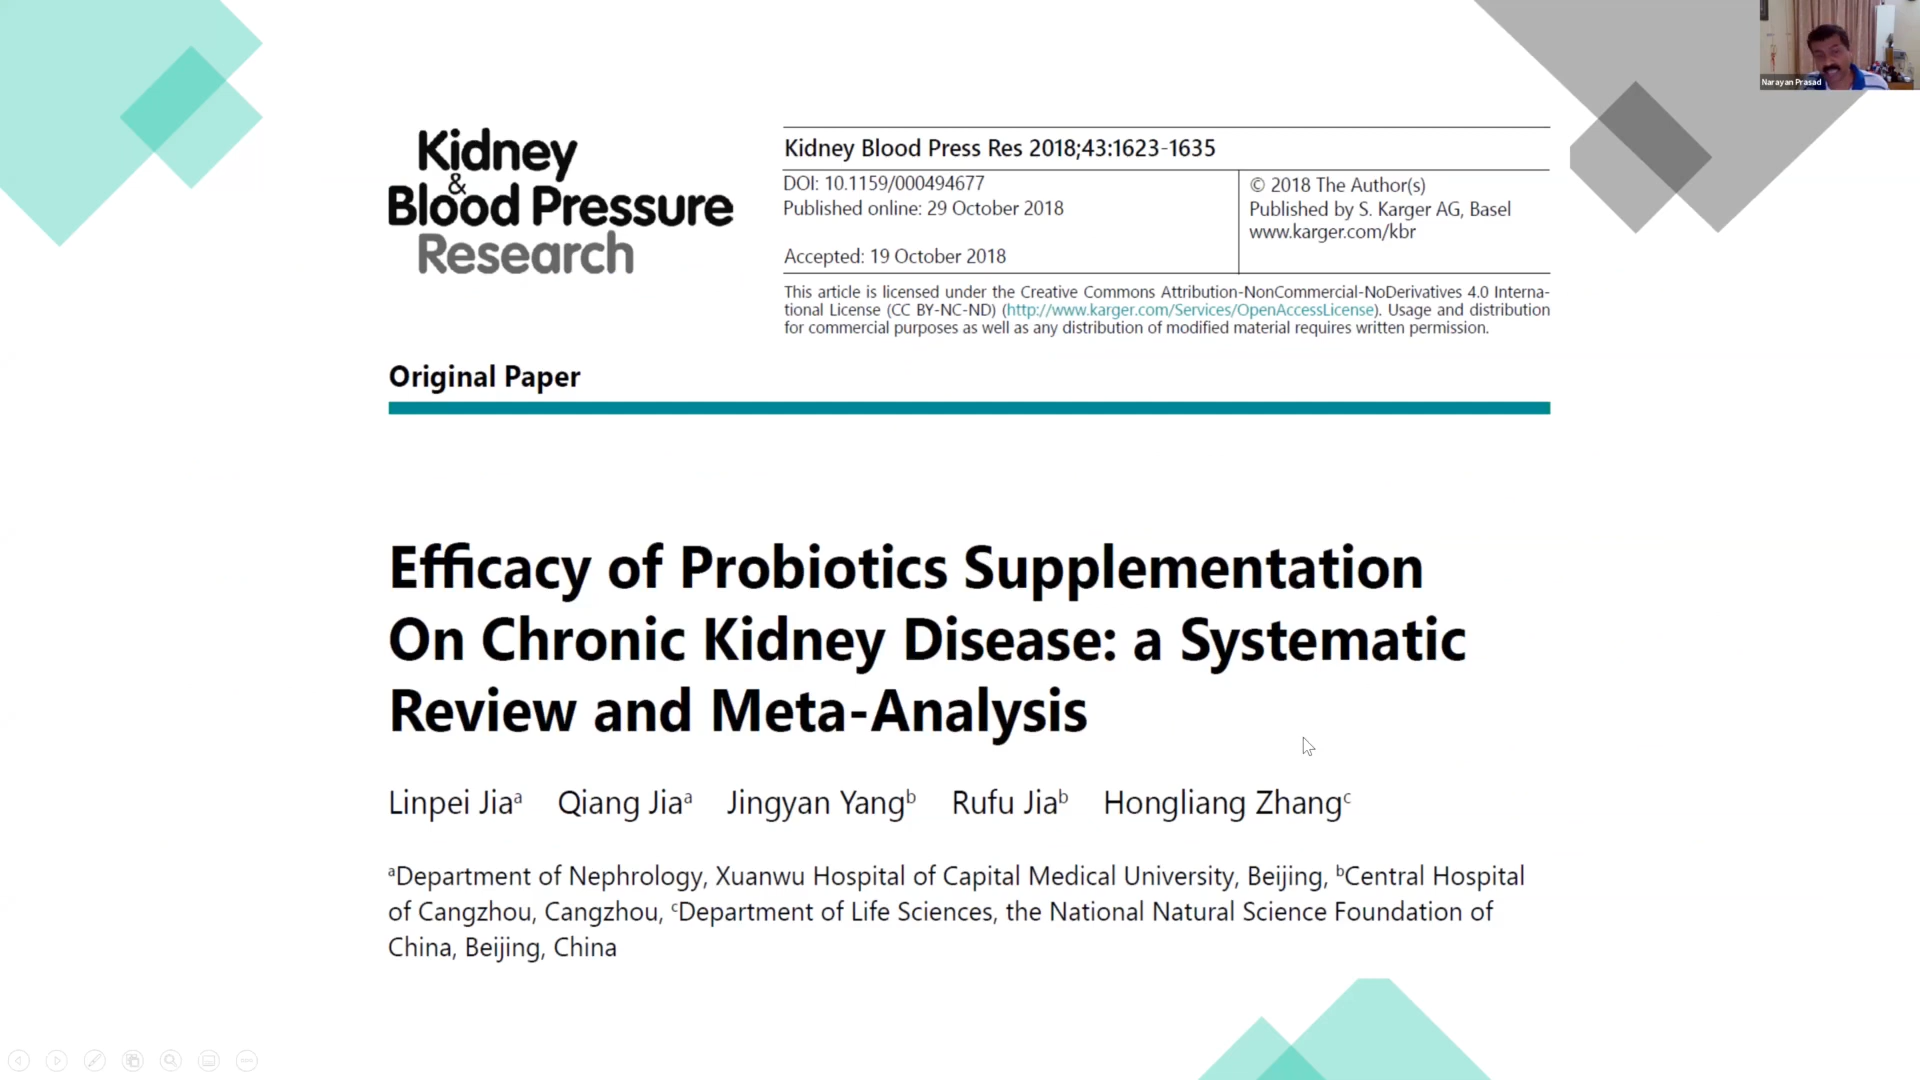 Narayan Prasad
Kidney
&
Blood Pressure
Research
Kidney Blood Press Res 2018;43:1623-1635
DOI: 10.1159/000494677
Published online: 29 October 2018
Accepted: 19 October 2018
© 2018 The Author(s)
Published by S. Karger AG, Basel
www.karger.com/kbr
This article is licensed under the Creative Commons Attribution-NonCommercial-NoDerivatives 4.0 Interna-
tional License (CC BY-NC-ND) (http://www.karger.com/Services/OpenAccessLicense). Usage and distribution
for commercial purposes as well as any distribution of modified material requires written permission.
Original Paper
Efficacy of Probiotics Supplementation
On Chronic Kidney Disease: a Systematic
Review and Meta-Analysis
Linpei Jiaᵃ Qiang Jiaᵃ Jingyan Yangᵇ Rufu Jiaᵇ Hongliang Zhangᶜ
ᵃDepartment of Nephrology, Xuanwu Hospital of Capital Medical University, Beijing, ᵇCentral Hospital
of Cangzhou, Cangzhou, ᶜDepartment of Life Sciences, the National Natural Science Foundation of
China, Beijing, China